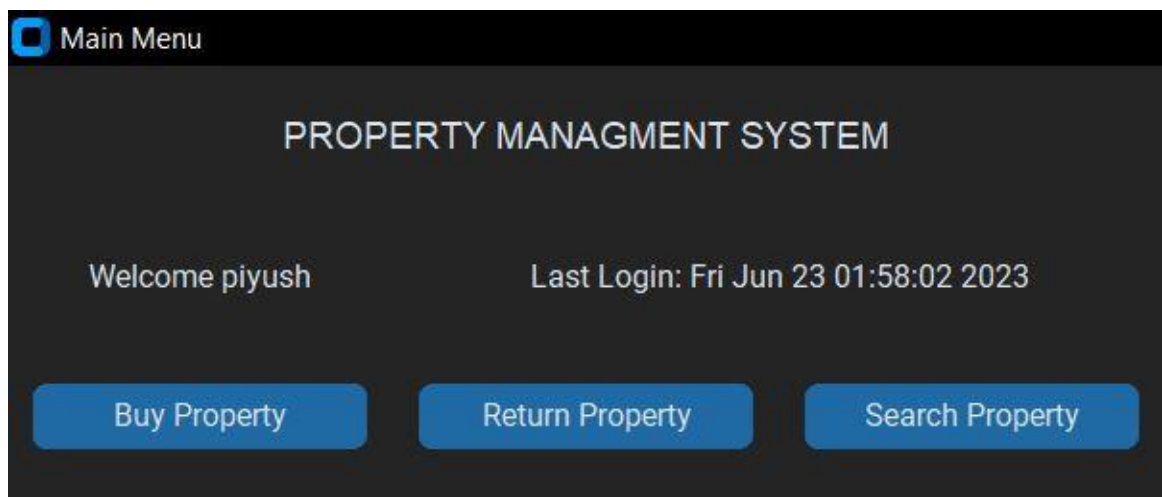 Main Menu
PROPERTY MANAGMENT SYSTEM
Welcome piyush Last Login: Fri Jun 23 01:58:02 2023
Buy Property Return Property Search Property